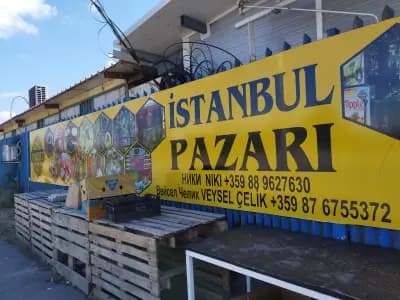 İSTANBUL
PAZARI
НИКИ NIKI +359 88 9627630
Вейсел Челик VEYSEL ÇELİK +359 87 6755372